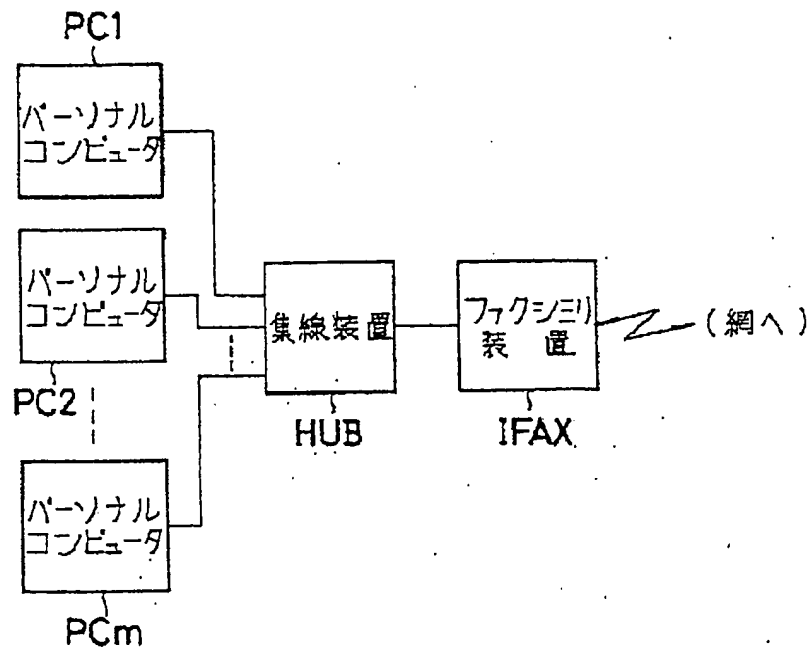 PC1
パーソナル
コンピュータ
パーソナル
コンピュータ
PC2
集線装置
HUB
ファクシミリ
装置
IFAX
(網へ)
パーソナル
コンピュータ
PCm